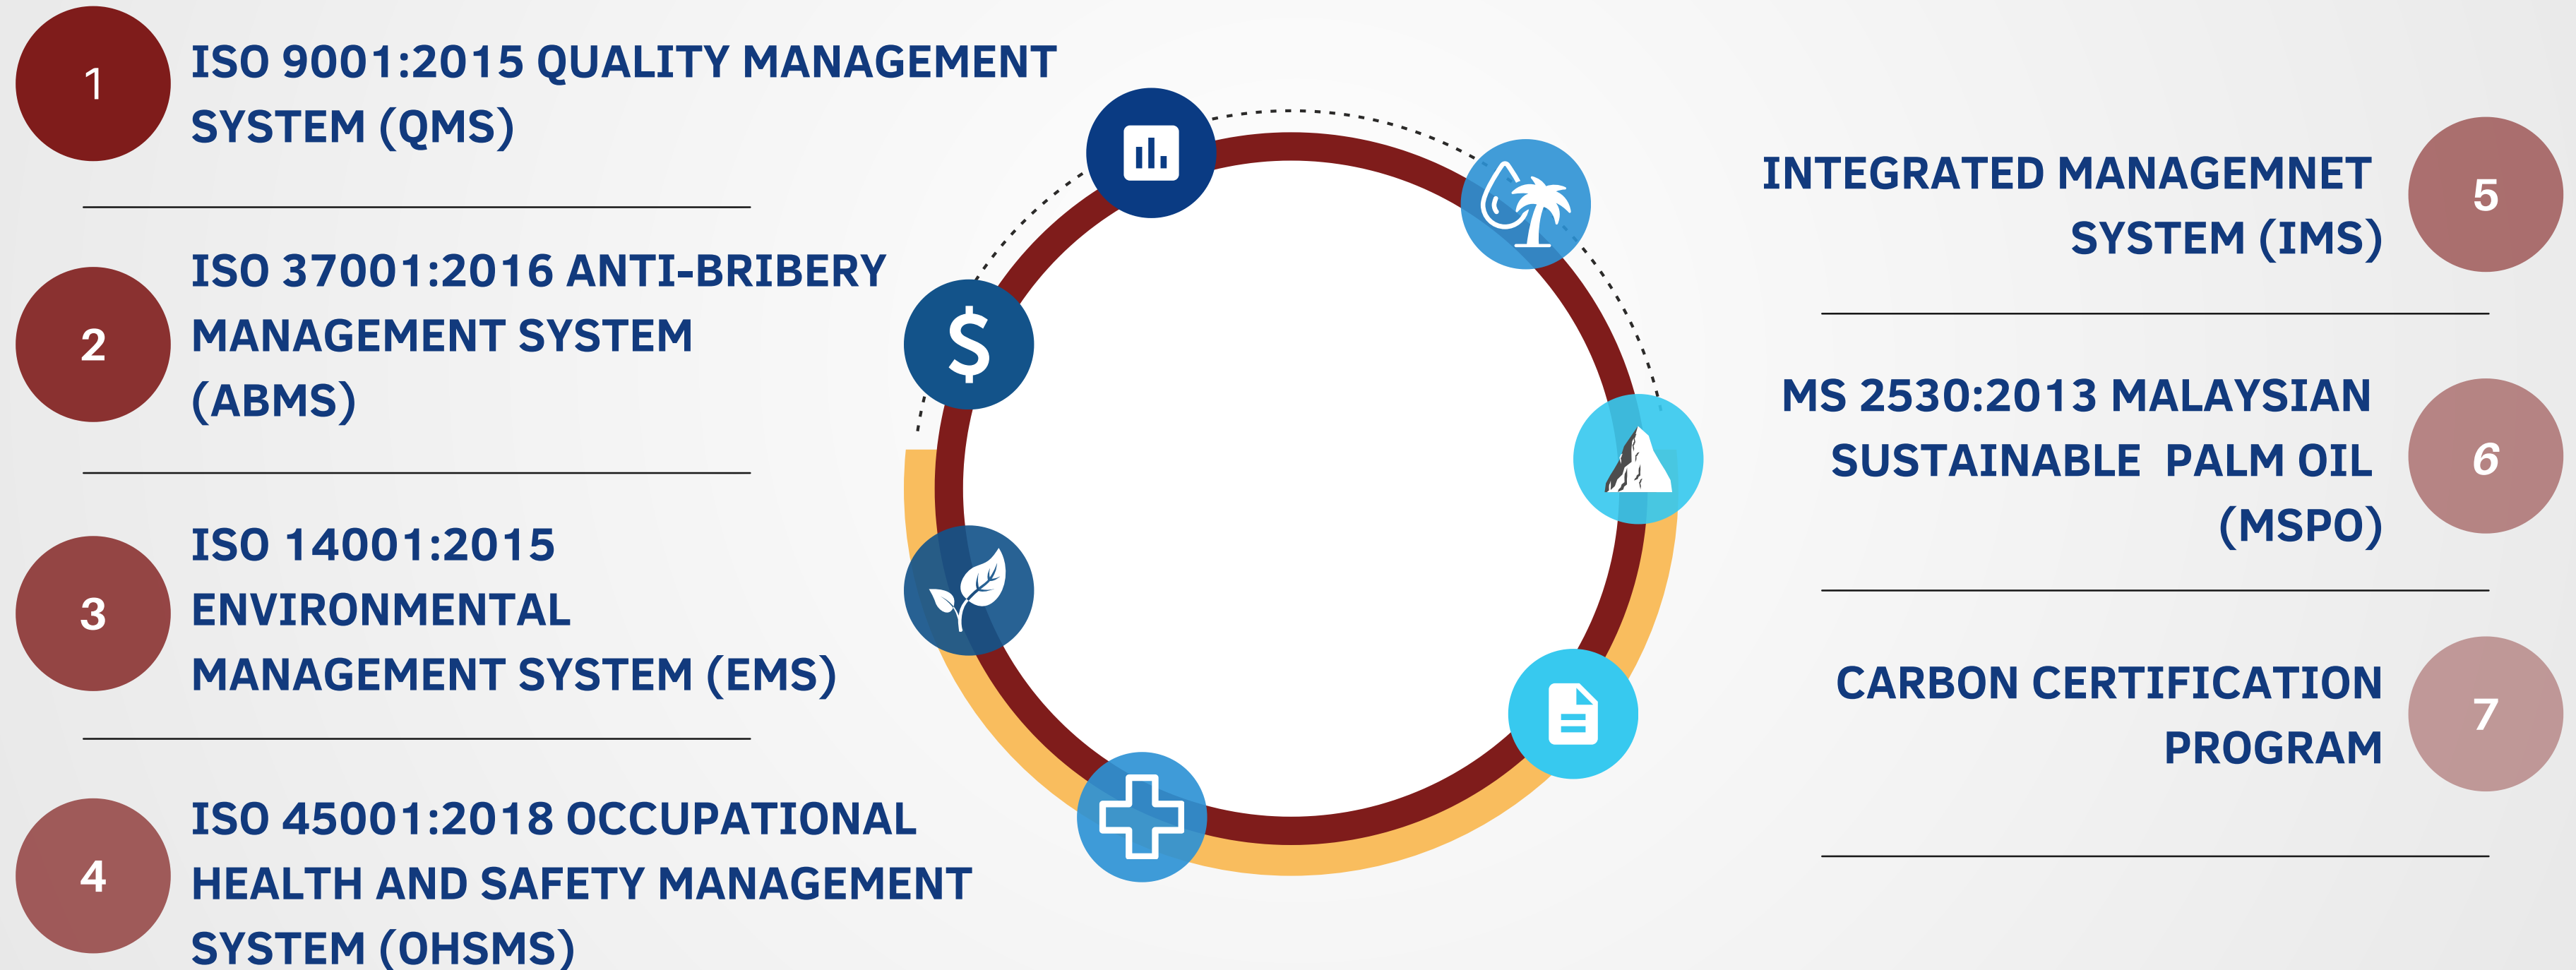 1
ISO 9001:2015 QUALITY MANAGEMENT
SYSTEM (QMS)
2
ISO 37001:2016 ANTI-BRIBERY
MANAGEMENT SYSTEM
(ABMS)
3
ISO 14001:2015
ENVIRONMENTAL
MANAGEMENT SYSTEM (EMS)
4
ISO 45001:2018 OCCUPATIONAL
HEALTH AND SAFETY MANAGEMENT
SYSTEM (OHSMS)
$
5
INTEGRATED MANAGEMNET
SYSTEM (IMS)
6
MS 2530:2013 MALAYSIAN
SUSTAINABLE PALM OIL
(MSPO)
7
CARBON CERTIFICATION
PROGRAM